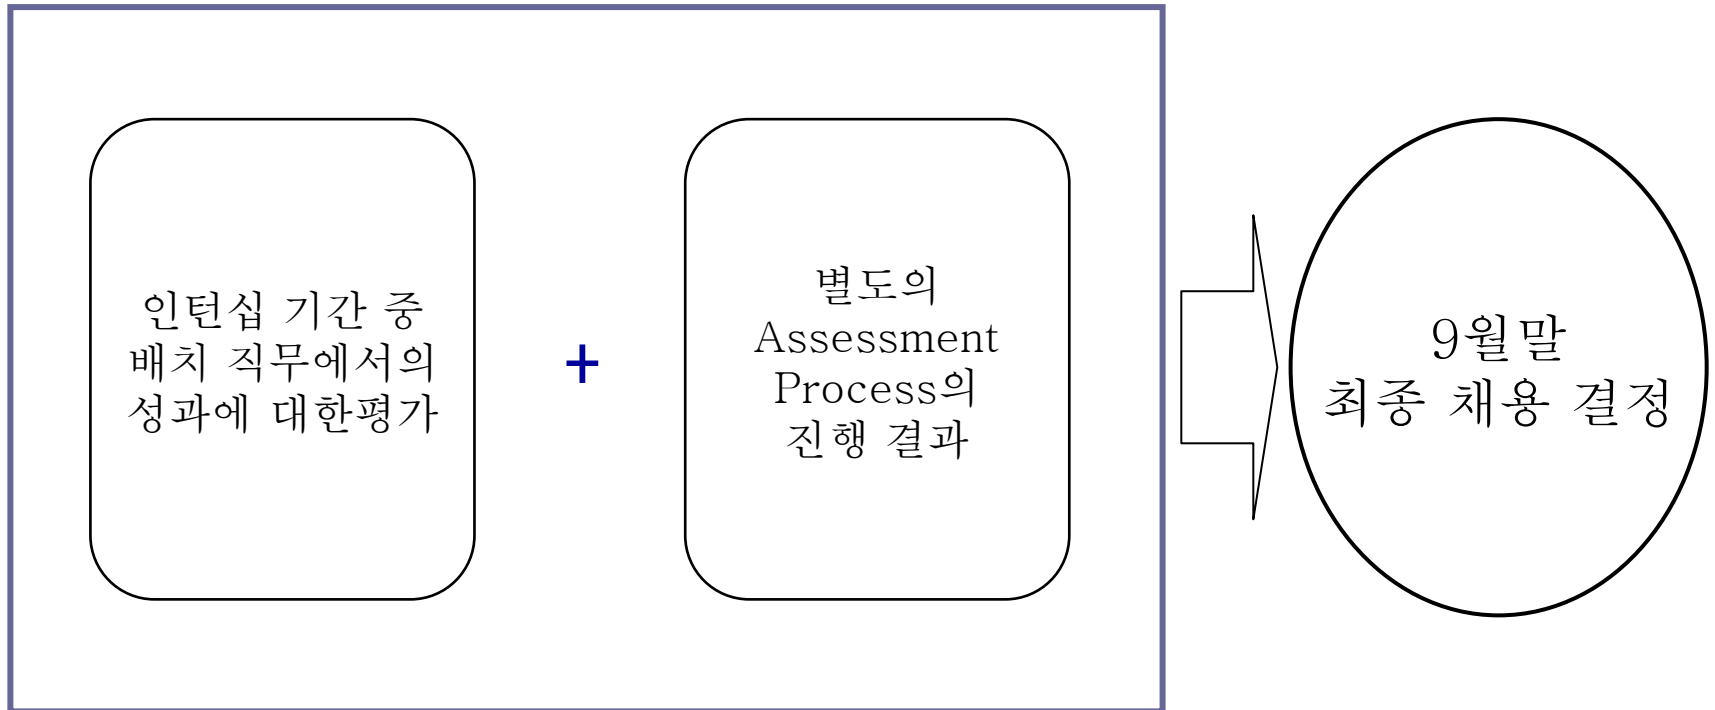 인턴십 기간 중
배치 직무에서의
성과에 대한평가
+
별도의
Assessment
Process의
진행 결과
9월말
최종 채용 결정